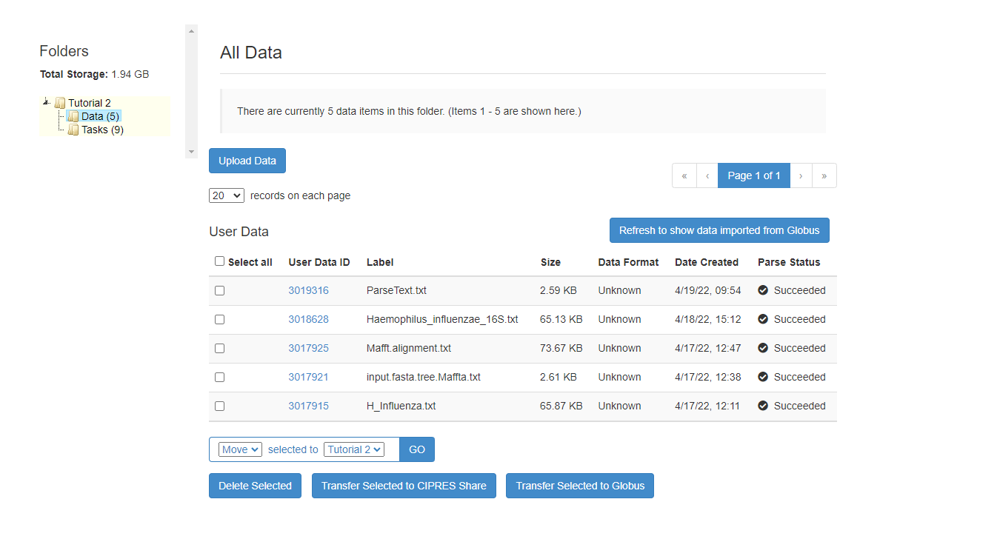 Folders
Total Storage: 1.94 GB
Tutorial 2
Data (5)
Tasks (9)
All Data
There are currently 5 data items in this folder. (Items 1 - 5 are shown here.)
Upload Data
« ‹ Page 1 of 1 › »
20 records on each page
User Data
Refresh to show data imported from Globus
Select all User Data ID Label Size Data Format Date Created Parse Status
3019316 ParseText.txt 2.59 KB Unknown 4/19/22, 09:54 Succeeded
3018628 Haemophilus_influenzae_16S.txt 65.13 KB Unknown 4/18/22, 15:12 Succeeded
3017925 Mafft.alignment.txt 73.67 KB Unknown 4/17/22, 12:47 Succeeded
3017921 input.fasta.tree.Maffta.txt 2.61 KB Unknown 4/17/22, 12:38 Succeeded
3017915 H_Influenza.txt 65.87 KB Unknown 4/17/22, 12:11 Succeeded
Move selected to Tutorial 2 GO
Delete Selected Transfer Selected to CIPRES Share Transfer Selected to Globus